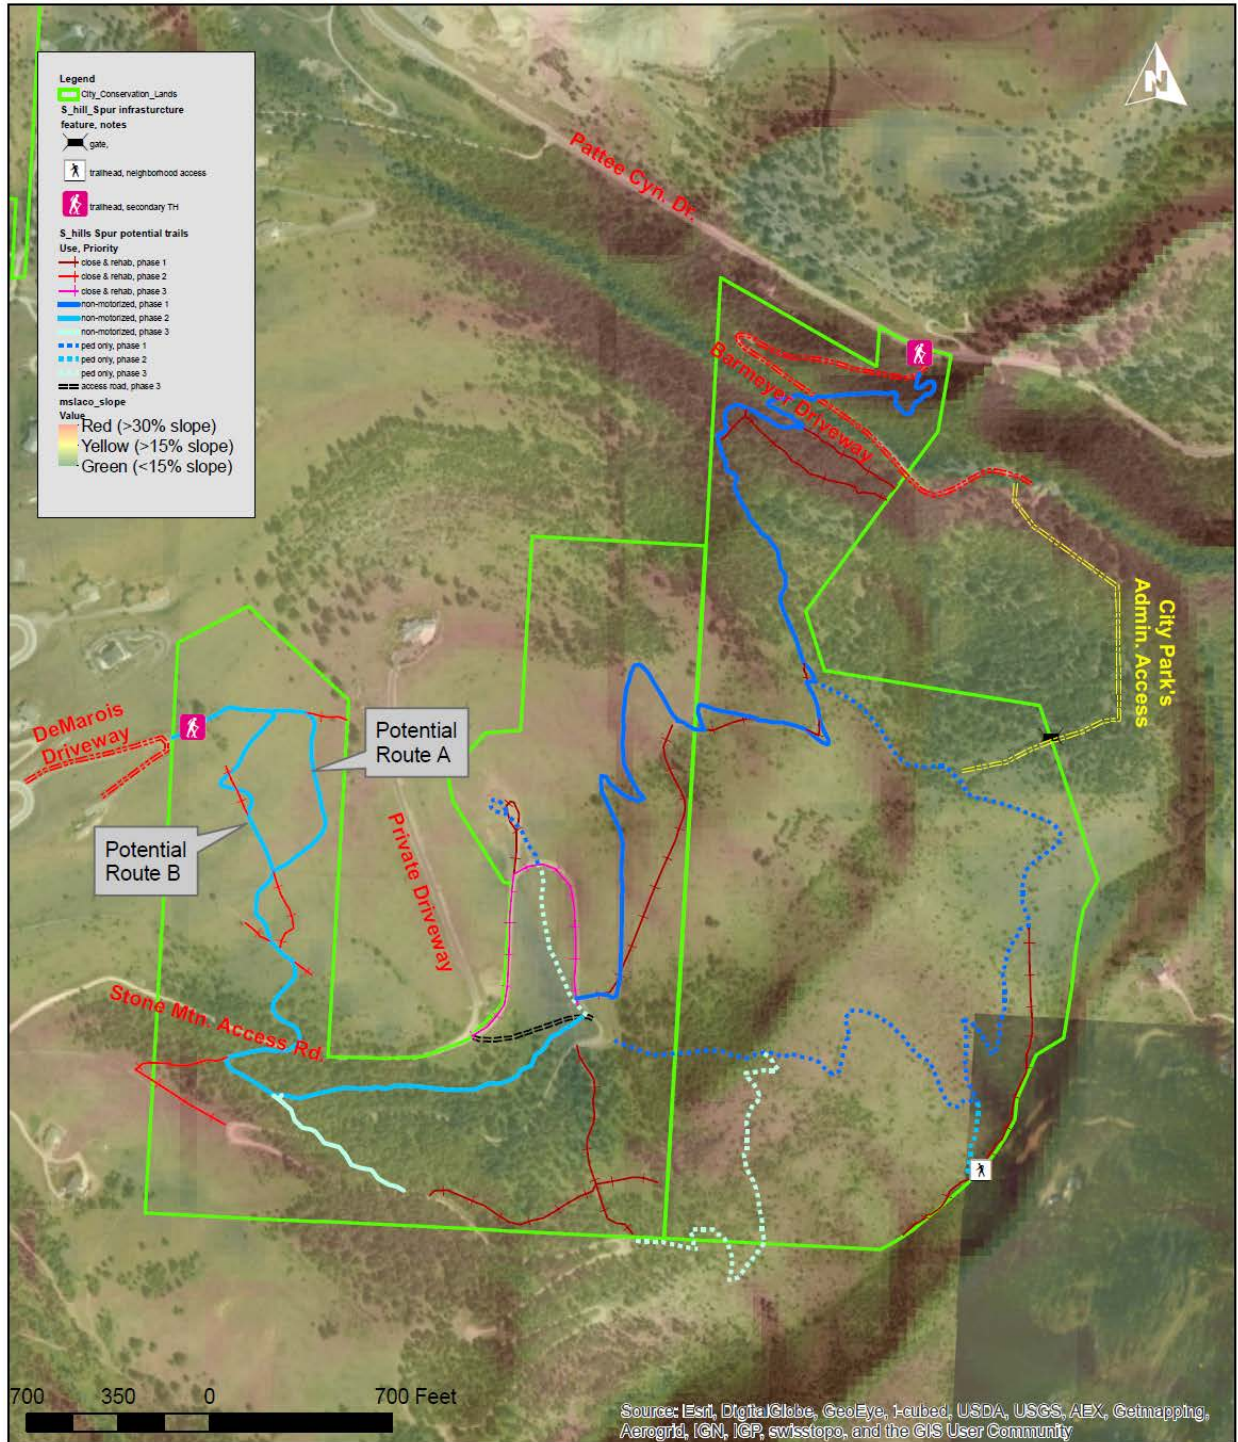 Legend
City_Conservation_Lands
S_hill_Spur infrasturcture
feature, notes
gate,
trailhead, neighborhood access
trailhead, secondary TH
S_hills Spur potential trails
Use, Priority
close & rehab, phase 1
close & rehab, phase 2
close & rehab, phase 3
non-motorized, phase 1
non-motorized, phase 2
non-motorized, phase 3
ped only, phase 1
ped only, phase 2
ped only, phase 3
access road, phase 3
mslaco_slope
Value
Red (>30% slope)
Yellow (>15% slope)
Green (<15% slope)
N
Pattee Cyn. Dr.
Barmeyer Driveway
City Park's
Admin. Access
DeMarois
Driveway
Potential
Route A
Potential
Route B
Private Driveway
Stone Mtn. Access Rd.
700 350 0 700 Feet
Source: Esri, DigitalGlobe, GeoEye, i-cubed, USDA, USGS, AEX, Getmapping,
Aerogrid, IGN, IGP, swisstopo, and the GIS User Community